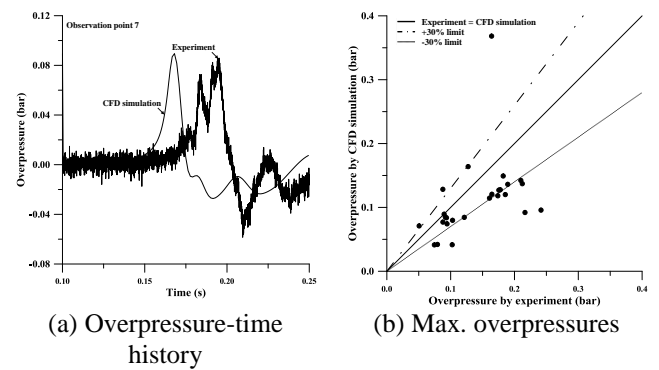 Observation point 7
Experiment
CFD simulation
0.12
0.08
0.04
0.00
-0.04
-0.08
Overpressure (bar)
0.10
0.15
0.20
0.25
Time (s)
(a) Overpressure-time
history
Experiment = CFD simulation
+30% limit
-30% limit
0.4
0.3
0.2
0.1
0.0
Overpressure by CFD simulation (bar)
0.0
0.1
0.2
0.3
0.4
Overpressure by experiment (bar)
(b) Max. overpressures